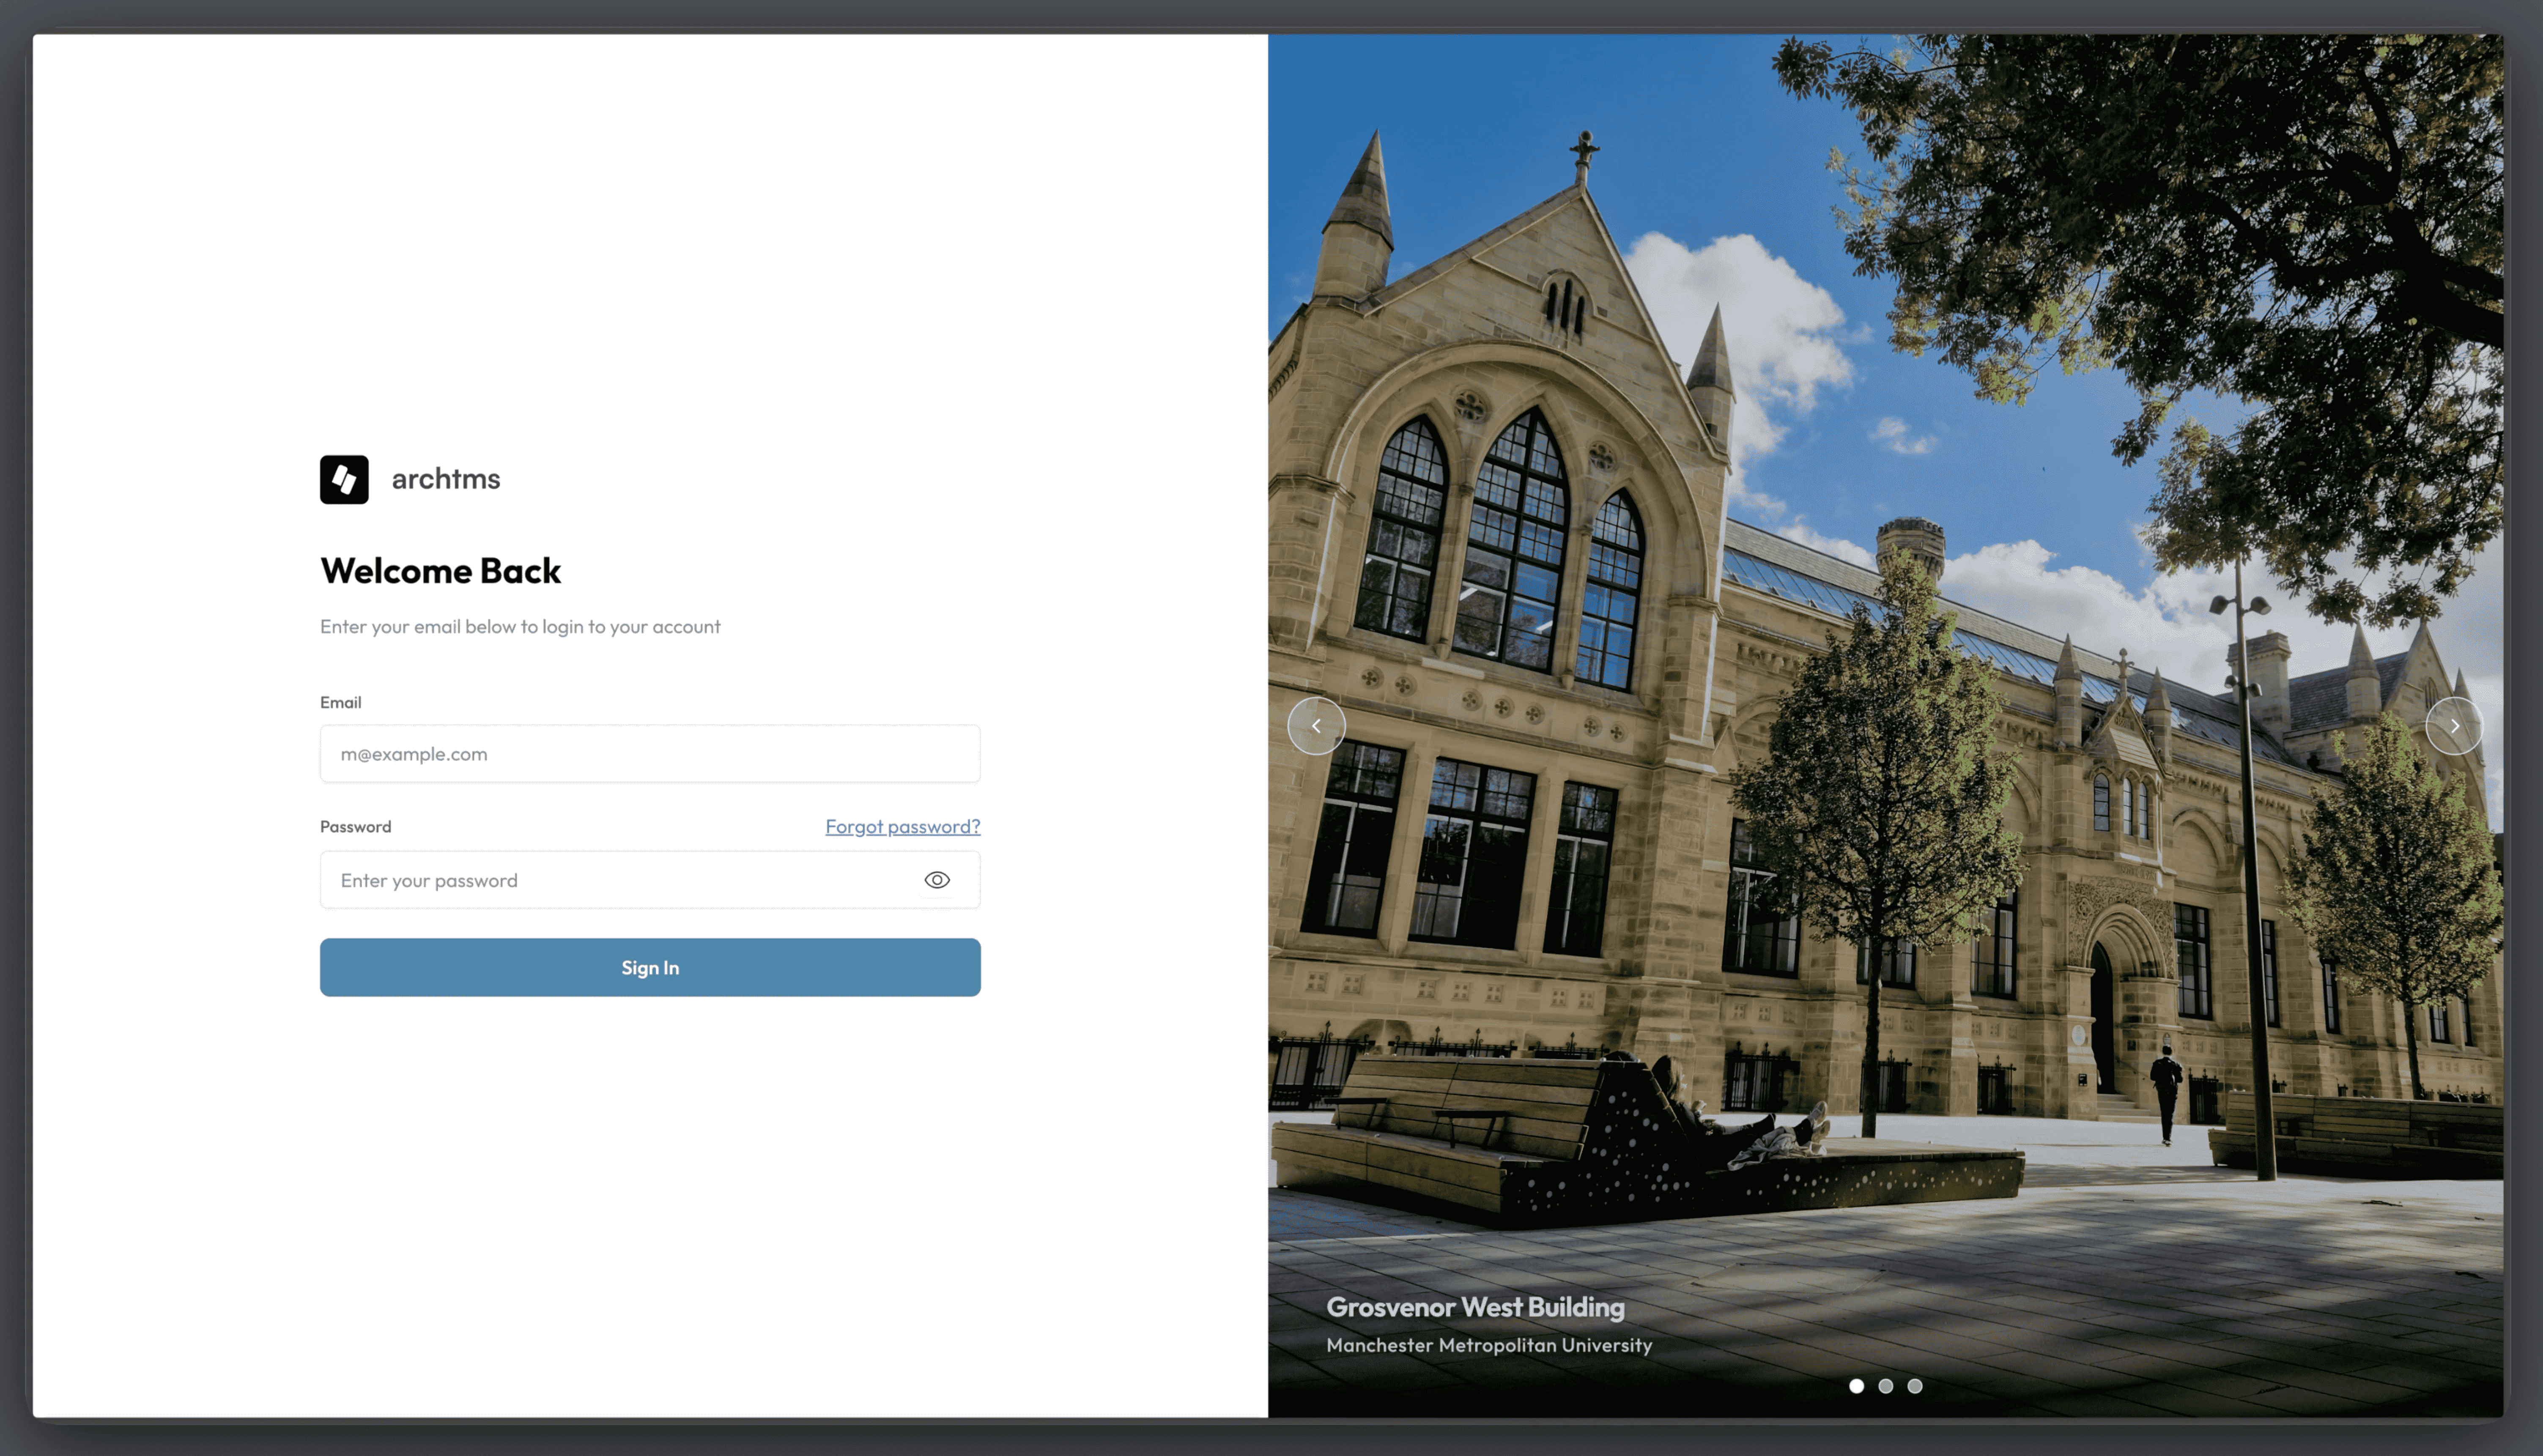 archtms
Welcome Back
Enter your email below to login to your account
Email
m@example.com
Password
Forgot password?
Enter your password
Sign In
Grosvenor West Building
Manchester Metropolitan University